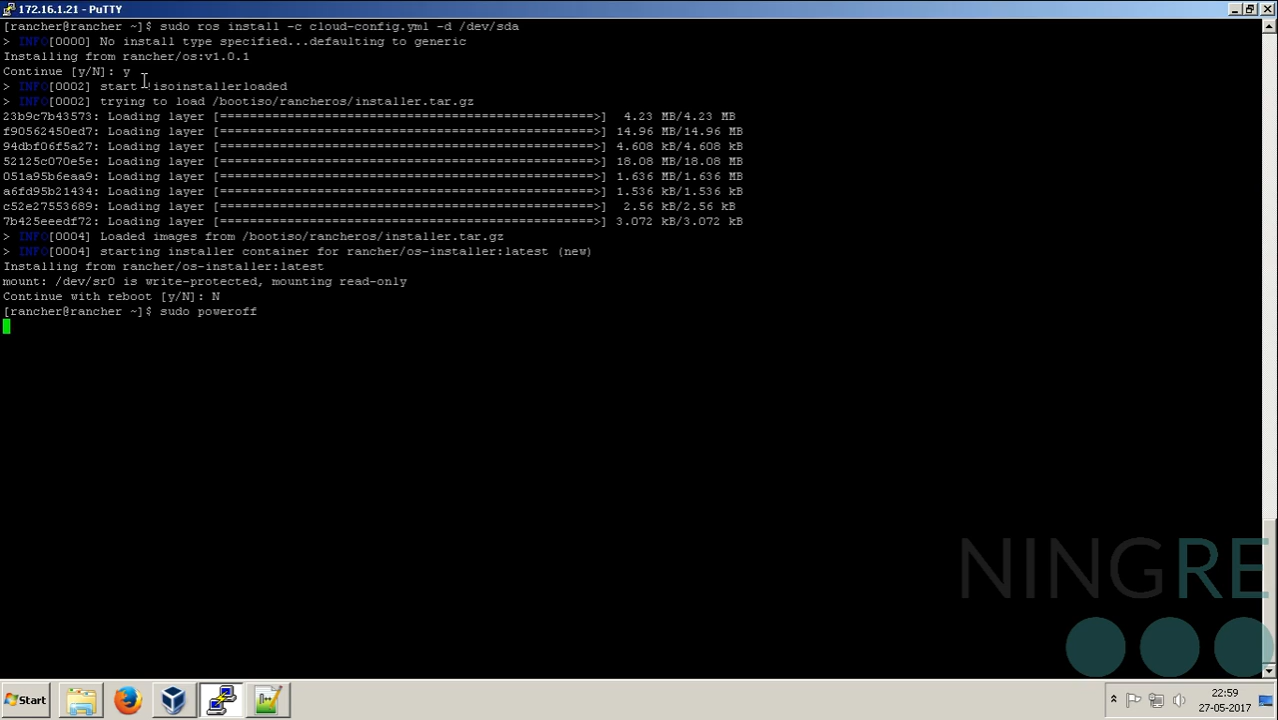 172.16.1.21 - PuTTY
[rancher@rancher ~]$ sudo ros install -c cloud-config.yml -d /dev/sda
> INFO[0000] No install type specified...defaulting to generic
Installing from rancher/os:v1.0.1
Continue [y/N]: y
> INFO[0002] start !isoinstallerloaded
> INFO[0002] trying to load /bootiso/rancheros/installer.tar.gz
23b9c7b43573: Loading layer [==================================================>]  4.23 MB/4.23 MB
f90562450ed7: Loading layer [==================================================>] 14.96 MB/14.96 MB
94dbf06f5a27: Loading layer [==================================================>] 4.608 kB/4.608 kB
52125c070e5e: Loading layer [==================================================>] 18.08 MB/18.08 MB
051a95b6eaa9: Loading layer [==================================================>] 1.636 MB/1.636 MB
a6fd95b21434: Loading layer [==================================================>] 1.536 kB/1.536 kB
c52e27553689: Loading layer [==================================================>]  2.56 kB/2.56 kB
7b425eeedf72: Loading layer [==================================================>] 3.072 kB/3.072 kB
> INFO[0004] Loaded images from /bootiso/rancheros/installer.tar.gz
> INFO[0004] starting installer container for rancher/os-installer:latest (new)
Installing from rancher/os-installer:latest
mount: /dev/sr0 is write-protected, mounting read-only
Continue with reboot [y/N]: N
[rancher@rancher ~]$ sudo poweroff
NINGRE
Start
22:59
27-05-2017